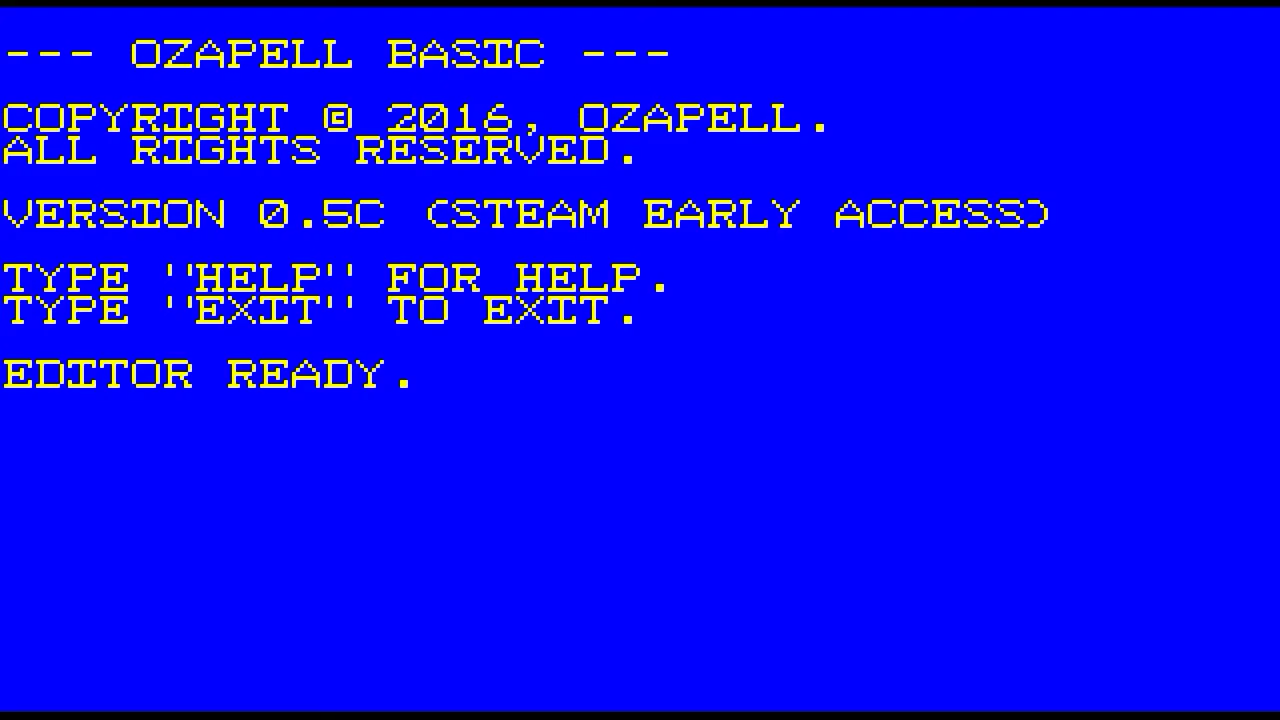 --- OZAPELL BASIC ---
COPYRIGHT © 2016, OZAPELL.
ALL RIGHTS RESERVED.
VERSION 0.5C (STEAM EARLY ACCESS)
TYPE "HELP" FOR HELP.
TYPE "EXIT" TO EXIT.
EDITOR READY.